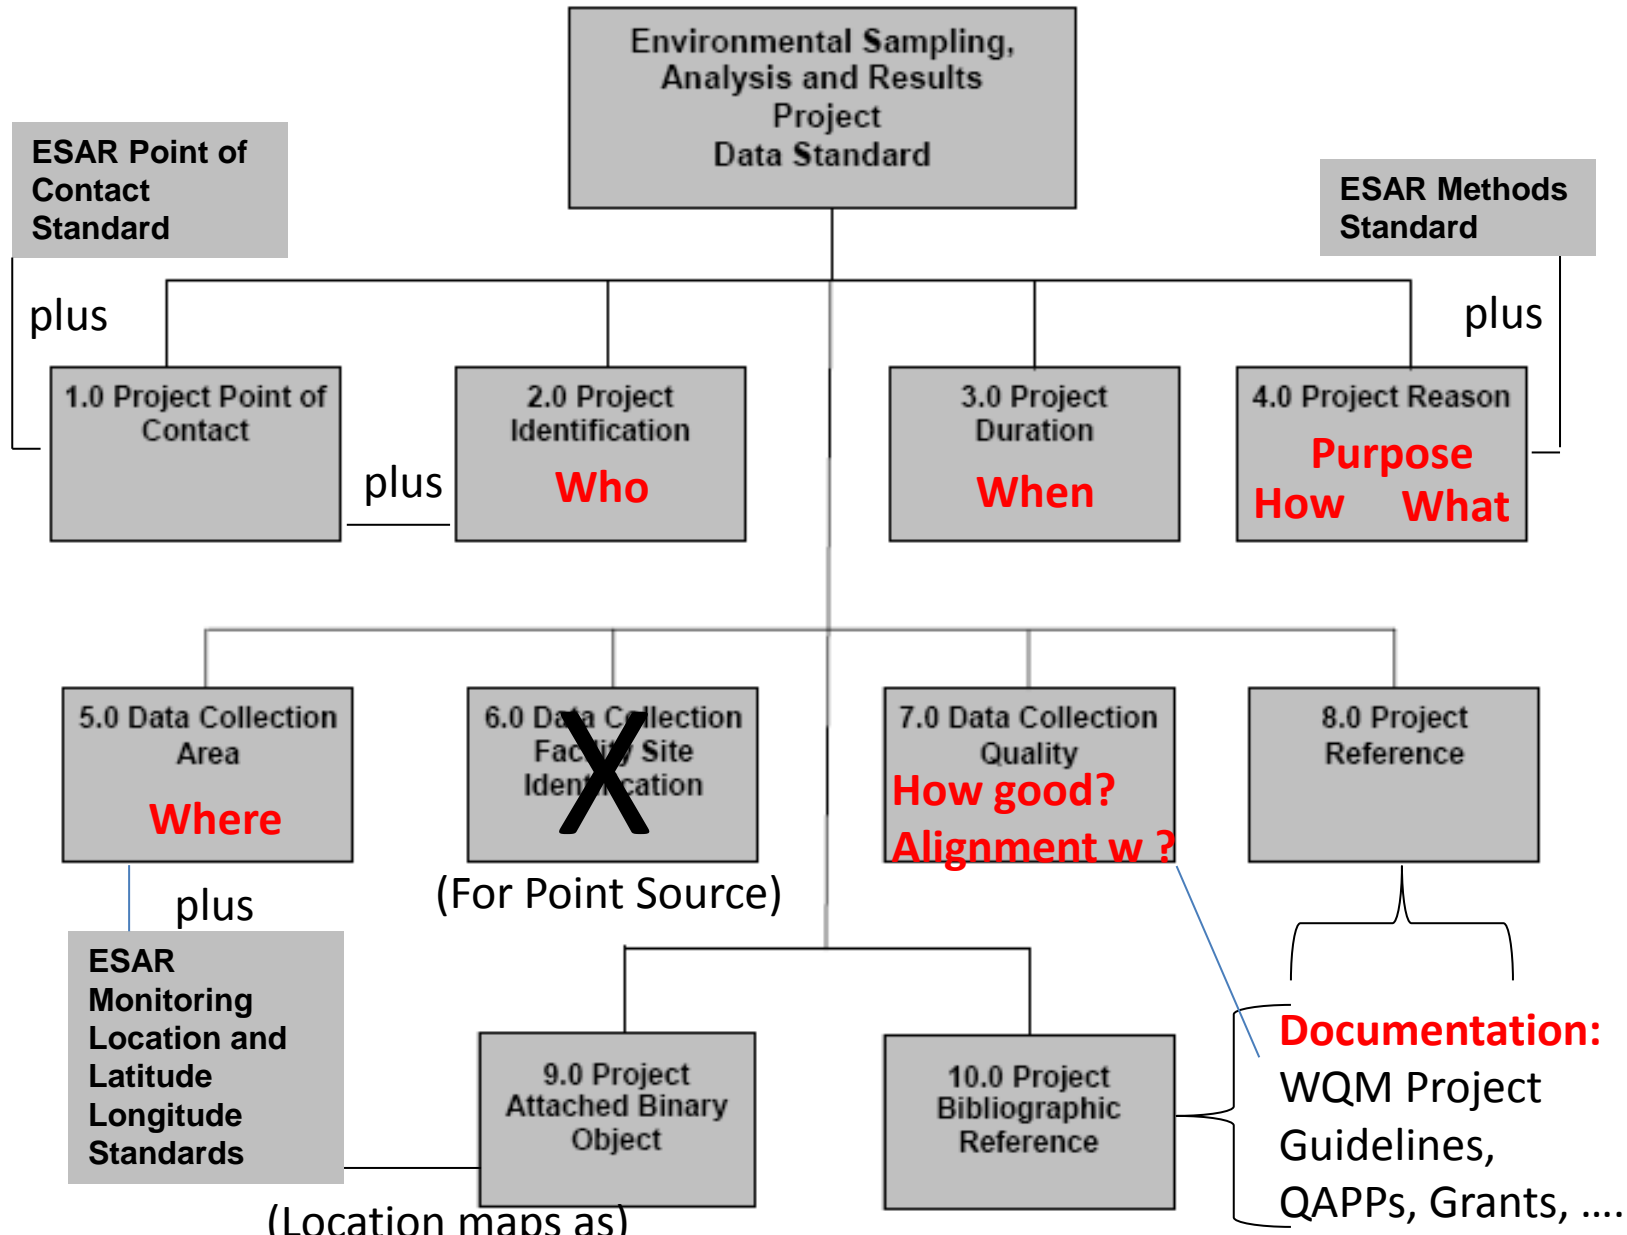 Environmental Sampling,
Analysis and Results
Project
Data Standard
ESAR Point of
Contact
Standard
ESAR Methods
Standard
plus
plus
1.0 Project Point of
Contact
plus
2.0 Project
Identification
Who
3.0 Project
Duration
When
4.0 Project Reason
Purpose
How What
5.0 Data Collection
Area
Where
6.0 Data Collection
Facility Site
Identification
X
(For Point Source)
7.0 Data Collection
Quality
How good?
Alignment w ?
8.0 Project
Reference
plus
ESAR
Monitoring
Location and
Latitude
Longitude
Standards
(Location maps as)
9.0 Project
Attached Binary
Object
10.0 Project
Bibliographic
Reference
Documentation:
WQM Project
Guidelines,
QAPPs, Grants, ....